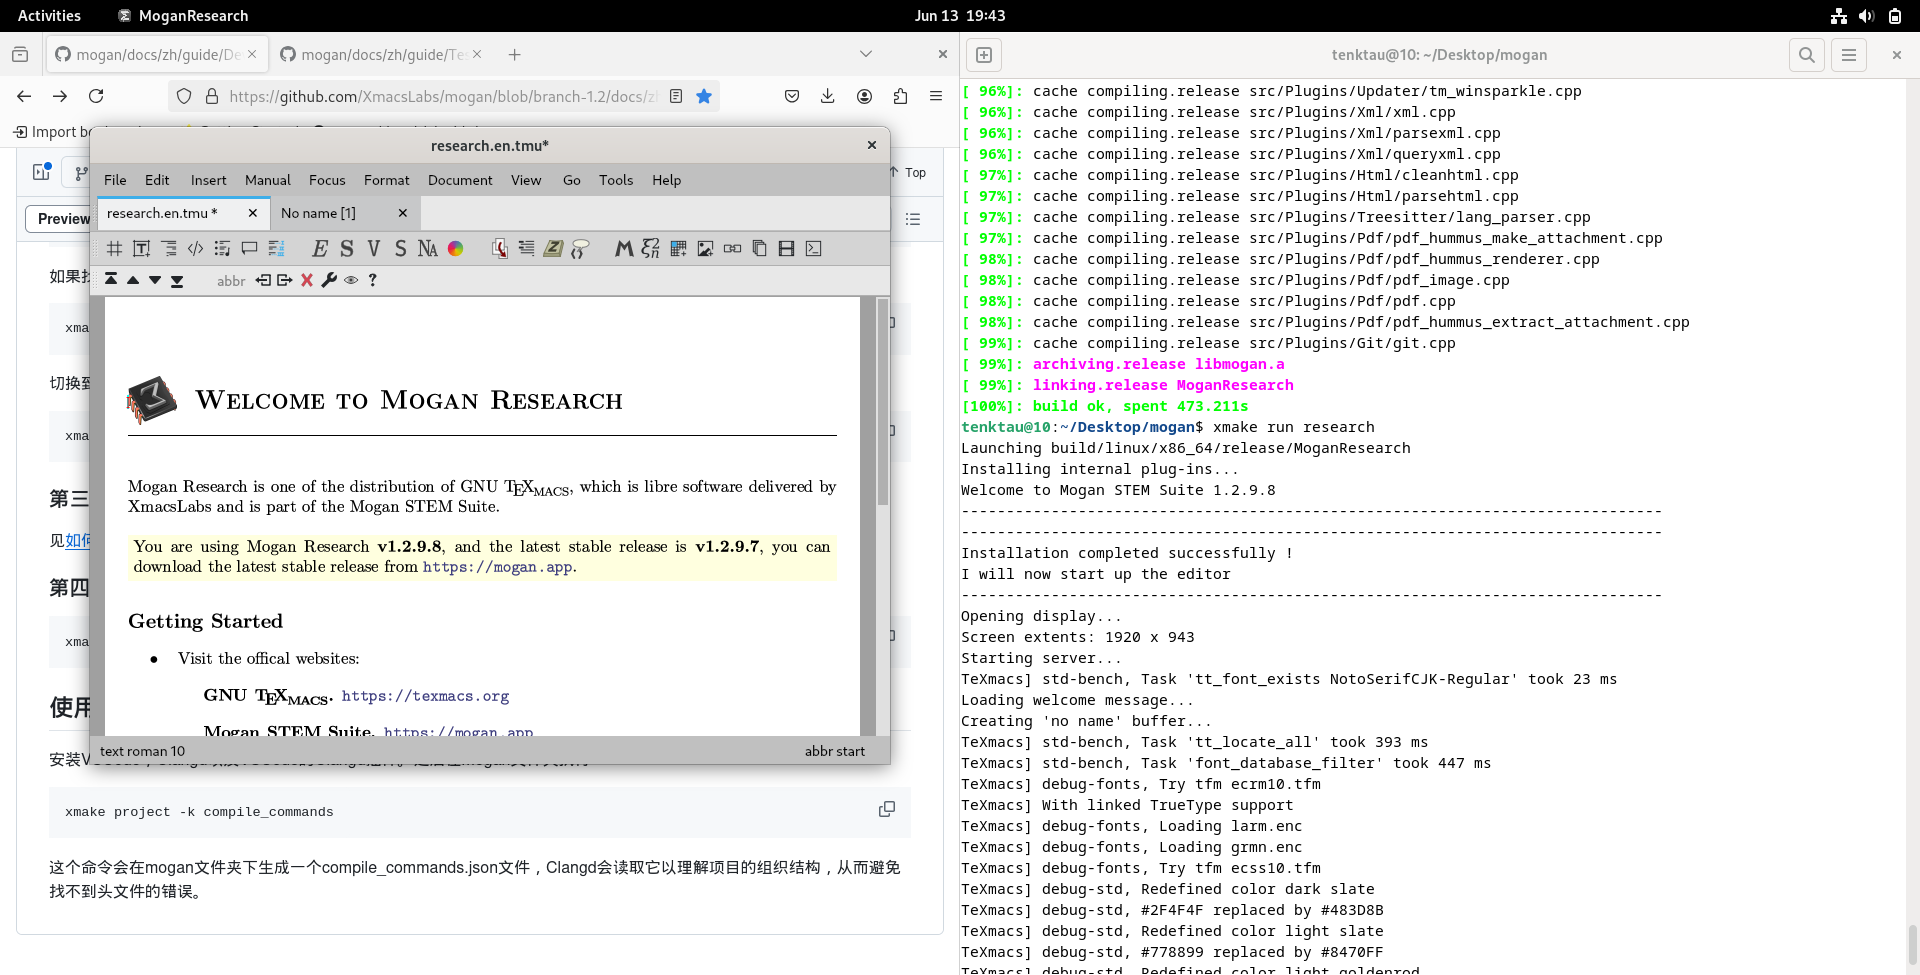 Activities
MoganResearch
Jun 13 19:43
mogan/docs/zh/guide/De
mogan/docs/zh/guide/Tes
https://github.com/XmacsLabs/mogan/blob/branch-1.2/docs/zh
Import
Top
Preview
如果
xma
切换到
xma
第三
见如何
第四
xma
使用
xmake project -k compile_commands
这个命令会在mogan文件夹下生成一个compile_commands.json文件，Clangd会读取它以理解项目的组织结构，从而避免
找不到头文件的错误。
research.en.tmu*
File Edit Insert Manual Focus Format Document View Go Tools Help
research.en.tmu *
No name [1]
abbr
Welcome to Mogan Research
Mogan Research is one of the distribution of GNU TEXMACS, which is libre software delivered by
XmacsLabs and is part of the Mogan STEM Suite.
You are using Mogan Research v1.2.9.8, and the latest stable release is v1.2.9.7, you can
download the latest stable release from https://mogan.app.
Getting Started
• Visit the offical websites:
GNU TEXMACS. https://texmacs.org
Mogan STEM Suite. https://mogan.app
text roman 10
abbr start
tenktau@10: ~/Desktop/mogan
[ 96%]: cache compiling.release src/Plugins/Updater/tm_winsparkle.cpp
[ 96%]: cache compiling.release src/Plugins/Xml/xml.cpp
[ 96%]: cache compiling.release src/Plugins/Xml/parsexml.cpp
[ 96%]: cache compiling.release src/Plugins/Xml/queryxml.cpp
[ 97%]: cache compiling.release src/Plugins/Html/cleanhtml.cpp
[ 97%]: cache compiling.release src/Plugins/Html/parsehtml.cpp
[ 97%]: cache compiling.release src/Plugins/Treesitter/lang_parser.cpp
[ 97%]: cache compiling.release src/Plugins/Pdf/pdf_hummus_make_attachment.cpp
[ 98%]: cache compiling.release src/Plugins/Pdf/pdf_hummus_renderer.cpp
[ 98%]: cache compiling.release src/Plugins/Pdf/pdf_image.cpp
[ 98%]: cache compiling.release src/Plugins/Pdf/pdf.cpp
[ 98%]: cache compiling.release src/Plugins/Pdf/pdf_hummus_extract_attachment.cpp
[ 99%]: cache compiling.release src/Plugins/Git/git.cpp
[ 99%]: archiving.release libmogan.a
[ 99%]: linking.release MoganResearch
[100%]: build ok, spent 473.211s
tenktau@10:~/Desktop/mogan$ xmake run research
Launching build/linux/x86_64/release/MoganResearch
Installing internal plug-ins...
Welcome to Mogan STEM Suite 1.2.9.8
------------------------------------------------------------------------------
------------------------------------------------------------------------------
Installation completed successfully !
I will now start up the editor
------------------------------------------------------------------------------
Opening display...
Screen extents: 1920 x 943
Starting server...
TeXmacs] std-bench, Task 'tt_font_exists NotoSerifCJK-Regular' took 23 ms
Loading welcome message...
Creating 'no name' buffer...
TeXmacs] std-bench, Task 'tt_locate_all' took 393 ms
TeXmacs] std-bench, Task 'font_database_filter' took 447 ms
TeXmacs] debug-fonts, Try tfm ecrm10.tfm
TeXmacs] With linked TrueType support
TeXmacs] debug-fonts, Loading larm.enc
TeXmacs] debug-fonts, Loading grmn.enc
TeXmacs] debug-fonts, Try tfm ecss10.tfm
TeXmacs] debug-std, Redefined color dark slate
TeXmacs] debug-std, #2F4F4F replaced by #483D8B
TeXmacs] debug-std, Redefined color light slate
TeXmacs] debug-std, #778899 replaced by #8470FF
TeXmacs] debug-std, Redefined color light goldenrod